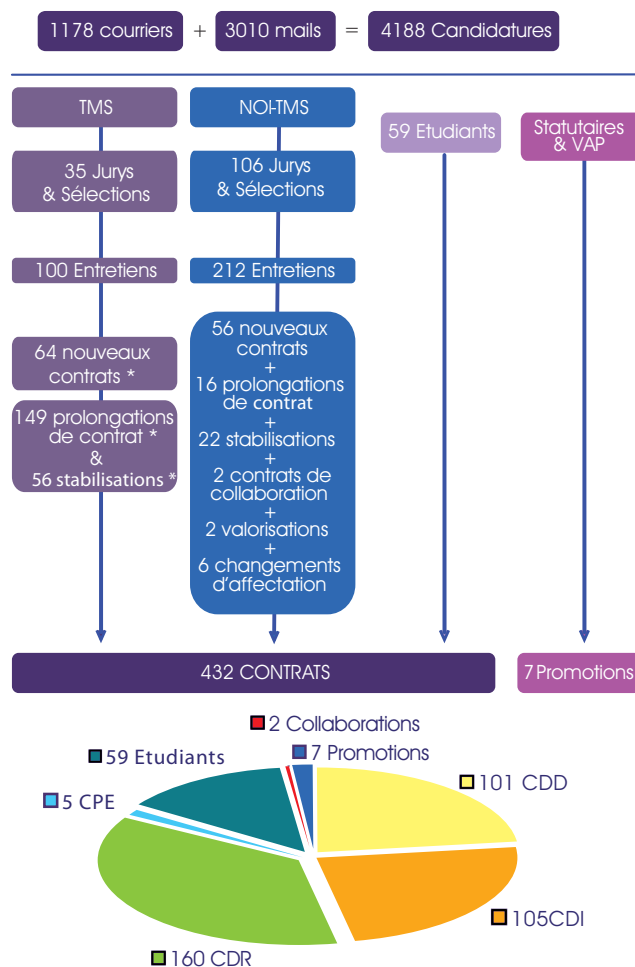 1178 courriers + 3010 mails = 4188 Candidatures
TMS
35 Jurys
& Sélections
100 Entretiens
64 nouveaux
contrats *
149 prolongations
de contrat *
&
56 stabilisations *
NOI-TMS
106 Jurys
& Sélections
212 Entretiens
56 nouveaux
contrats
+
16 prolongations
de contrat
+
22 stabilisations
+
2 contrats de
collaboration
+
2 valorisations
+
6 changements
d'affectation
59 Etudiants
Statutaires
& VAP
432 CONTRATS
7 Promotions
2 Collaborations
59 Etudiants
7 Promotions
5 CPE
101 CDD
105CDI
160 CDR